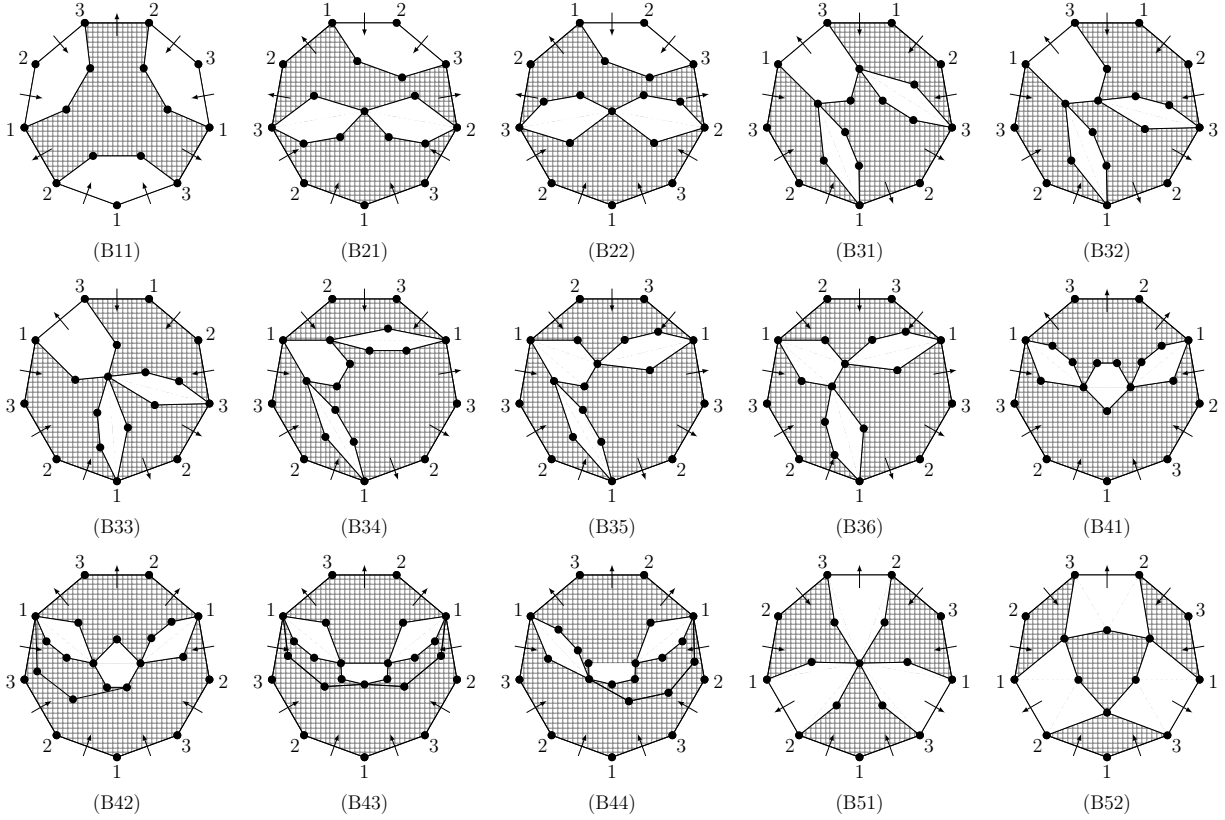 3 2 1 2 1 2 3 1 3 1
2 3 2 3 2 3 1 2 1 2
1 1 3 2 3 2 3 3 3 3
2 3 2 3 2 3 2 2 2 2
1 1 1 1 1
(B11) (B21) (B22) (B31) (B32)
3 1 2 3 2 3 2 3 3 2
1 2 1 1 1 1 1 1 1 1
3 3 3 3 3 3 3 3 3 2
2 2 2 2 2 2 2 2 2 3
1 1 1 1 1
(B33) (B34) (B35) (B36) (B41)
3 2 3 2 3 2 3 2 3 2
1 1 1 1 1 1 2 3 2 3
3 2 3 2 3 2 1 1 1 1
2 3 2 3 2 3 2 3 2 3
1 1 1 1 1
(B42) (B43) (B44) (B51) (B52)